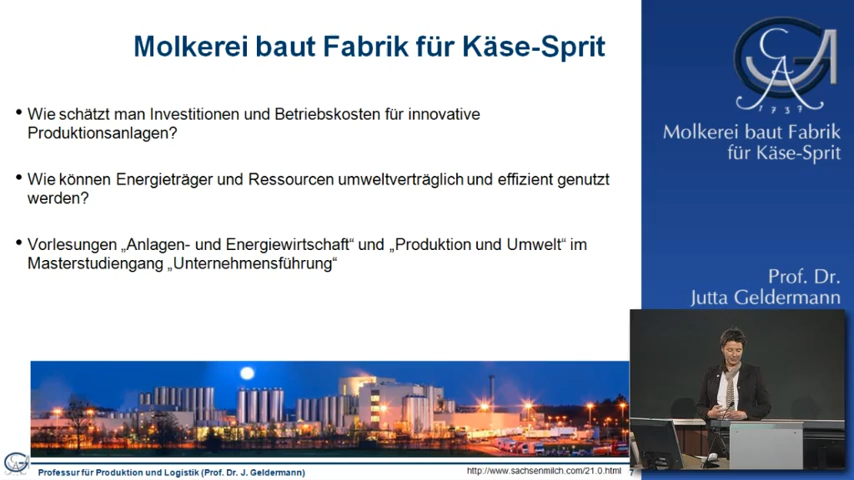 Molkerei baut Fabrik für Käse-Sprit
• Wie schätzt man Investitionen und Betriebskosten für innovative
Produktionsanlagen?
• Wie können Energieträger und Ressourcen umweltverträglich und effizient genutzt
werden?
• Vorlesungen „Anlagen- und Energiewirtschaft“ und „Produktion und Umwelt“ im
Masterstudiengang „Unternehmensführung“
Professur für Produktion und Logistik (Prof. Dr. J. Geldermann)
http://www.sachsenmilch.com/21.0.html
7
GA
1737
Molkerei baut Fabrik
für Käse-Sprit
Prof. Dr.
Jutta Geldermann